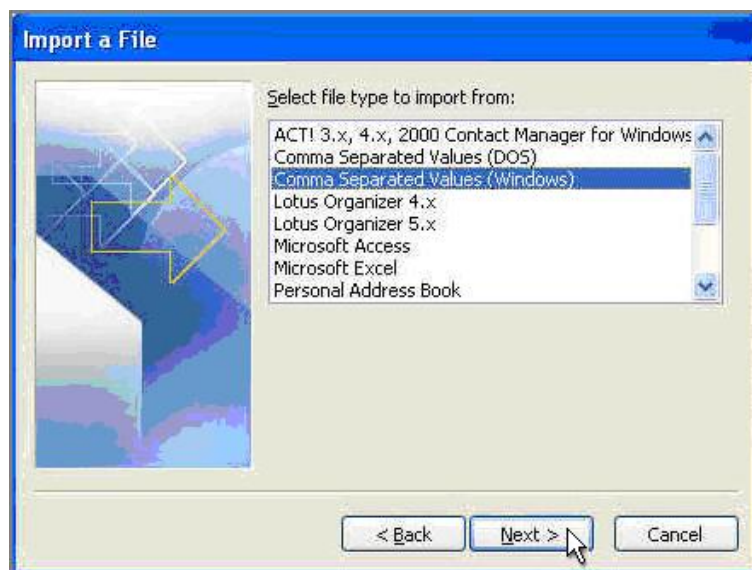 Import a File
Select file type to import from:
ACT! 3.x, 4.x, 2000 Contact Manager for Windows
Comma Separated Values (DOS)
Comma Separated Values (Windows)
Lotus Organizer 4.x
Lotus Organizer 5.x
Microsoft Access
Microsoft Excel
Personal Address Book
< Back Next > Cancel